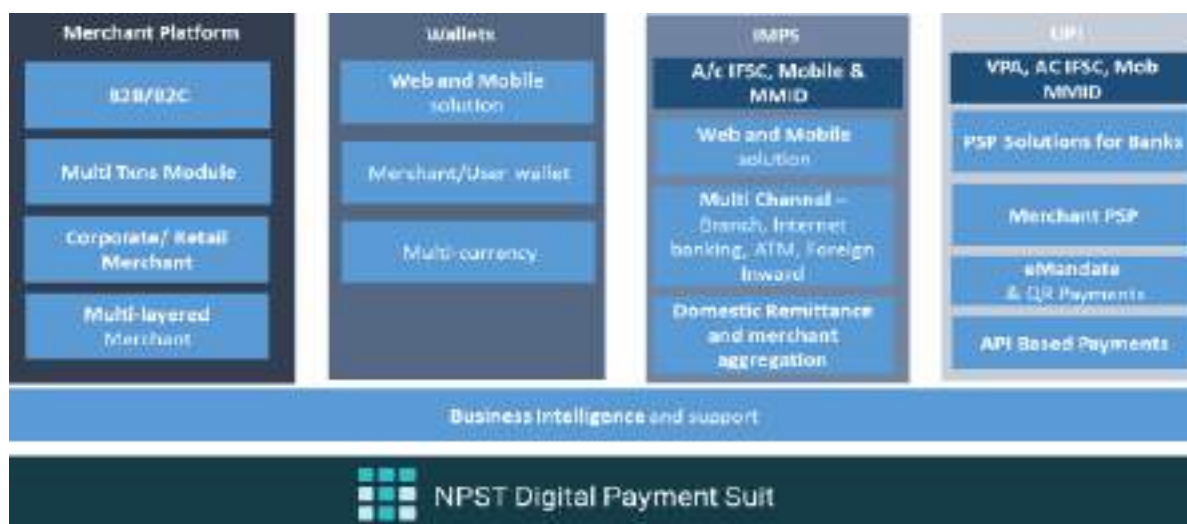 Merchant Platform
B2B/B2C
Multi Txns Module
Corporate/ Retail
Merchant
Multi-layered
Merchant
Wallets
Web and Mobile
solution
Merchant/User wallet
Multi-currency
IMPS
A/c IFSC, Mobile &
MMID
Web and Mobile
solution
Multi Channel –
Branch, Internet
banking, ATM, Foreign
Inward
Domestic Remittance
and merchant
aggregation
UPI
VPA, AC IFSC, Mob
MMID
PSP Solutions for Banks
Merchant PSP
eMandate
& QR Payments
API Based Payments
Business Intelligence and support
NPST Digital Payment Suit